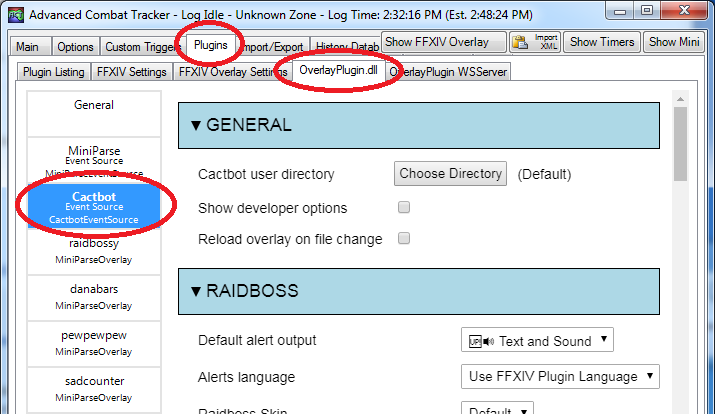 Advanced Combat Tracker - Log Idle - Unknown Zone - Log Time: 2:32:16 PM (Est. 2:48:24 PM)
Main Options Custom Triggers Plugins Import/Export History Datab Show FFXIV Overlay Import XML Show Timers Show Mini
Plugin Listing FFXIV Settings FFXIV Overlay Settings OverlayPlugin.dll OverlayPlugin WSServer
General
MiniParse
Event Source
MiniParseEventSource
Cactbot
Event Source
CactbotEventSource
raidbossy
MiniParseOverlay
danabars
MiniParseOverlay
pewpewpew
MiniParseOverlay
sadcounter
MiniParseOverlay
▼ GENERAL
Cactbot user directory Choose Directory (Default)
Show developer options
Reload overlay on file change
▼ RAIDBOSS
Default alert output 🆙🔊 Text and Sound ▼
Alerts language Use FFXIV Plugin Language ▼
Raidboss Skin Default ▼